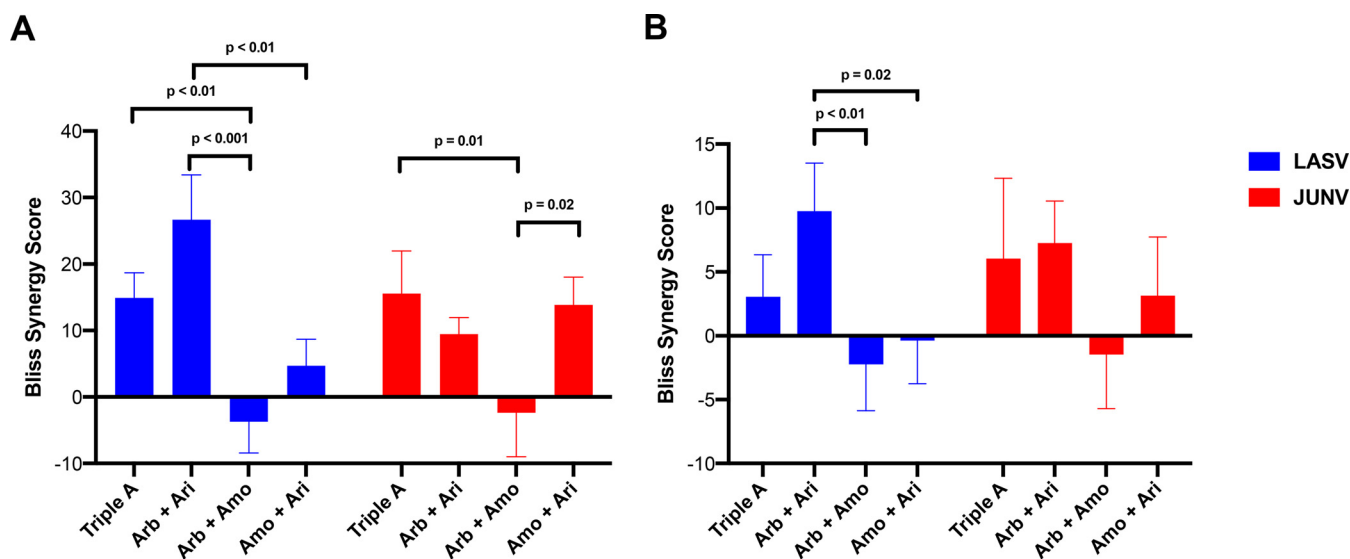 A
p < 0.01
p < 0.01
p < 0.001
p = 0.01
p = 0.02
Bliss Synergy Score
40
30
20
10
0
-10
Triple A
Arb + Ari
Arb + Amo
Amo + Ari
Triple A
Arb + Ari
Arb + Amo
Amo + Ari
B
p = 0.02
p < 0.01
Bliss Synergy Score
15
10
5
0
-5
-10
Triple A
Arb + Ari
Arb + Amo
Amo + Ari
Triple A
Arb + Ari
Arb + Amo
Amo + Ari
LASV
JUNV